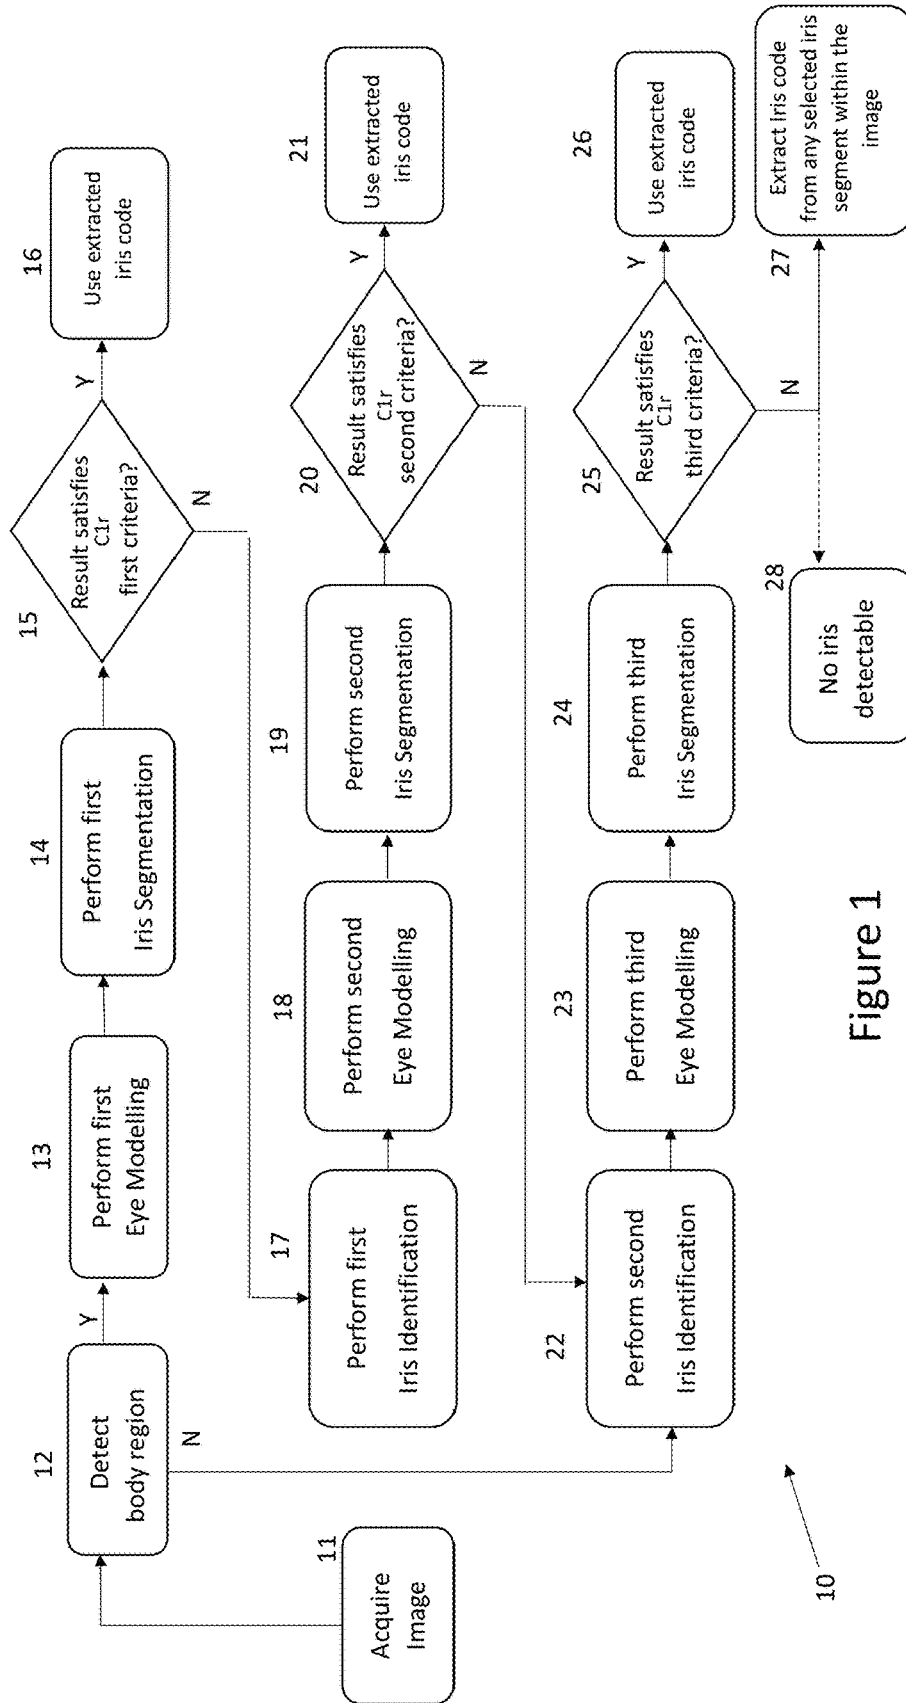 11
Acquire
Image
12
Detect
body region
Y
N
13
Perform first
Eye Modelling
14
Perform first
Iris Segmentation
15
Result satisfies
C1r
first criteria?
Y
N
16
Use extracted
iris code
17
Perform first
Iris Identification
18
Perform second
Eye Modelling
19
Perform second
Iris Segmentation
20
Result satisfies
C1r
second criteria?
Y
N
21
Use extracted
iris code
22
Perform second
Iris Identification
23
Perform third
Eye Modelling
24
Perform third
Iris Segmentation
25
Result satisfies
C1r
third criteria?
Y
N
26
Use extracted
iris code
27
Extract Iris code
from any selected iris
segment within the
image
28
No iris
detectable
10
Figure 1